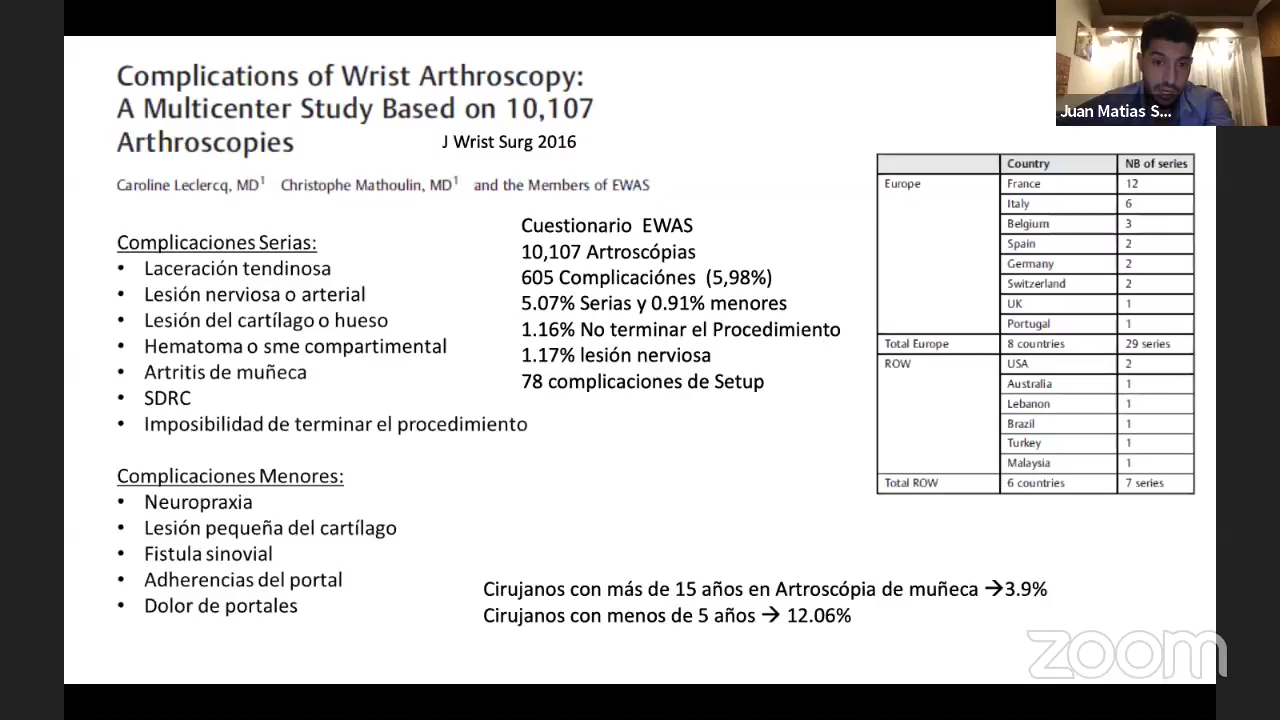 Complications of Wrist Arthroscopy:
A Multicenter Study Based on 10,107
Arthroscopies
J Wrist Surg 2016
Caroline Leclercq, MD1 Christophe Mathoulin, MD1 and the Members of EWAS
Complicaciones Serias:
• Laceración tendinosa
• Lesión nerviosa o arterial
• Lesión del cartílago o hueso
• Hematoma o sme compartimental
• Artritis de muñeca
• SDRC
• Imposibilidad de terminar el procedimiento
Complicaciones Menores:
• Neuropraxia
• Lesión pequeña del cartílago
• Fistula sinovial
• Adherencias del portal
• Dolor de portales
Cuestionario EWAS
10,107 Artroscópias
605 Complicaciónes (5,98%)
5.07% Serias y 0.91% menores
1.16% No terminar el Procedimiento
1.17% lesión nerviosa
78 complicaciones de Setup
Cirujanos con más de 15 años en Artroscópia de muñeca → 3.9%
Cirujanos con menos de 5 años → 12.06%
Country NB of series
Europe France 12
Italy 6
Belgium 3
Spain 2
Germany 2
Switzerland 2
UK 1
Portugal 1
Total Europe 8 countries 29 series
ROW USA 2
Australia 1
Lebanon 1
Brazil 1
Turkey 1
Malaysia 1
Total ROW 6 countries 7 series
Juan Matias S...
zoom